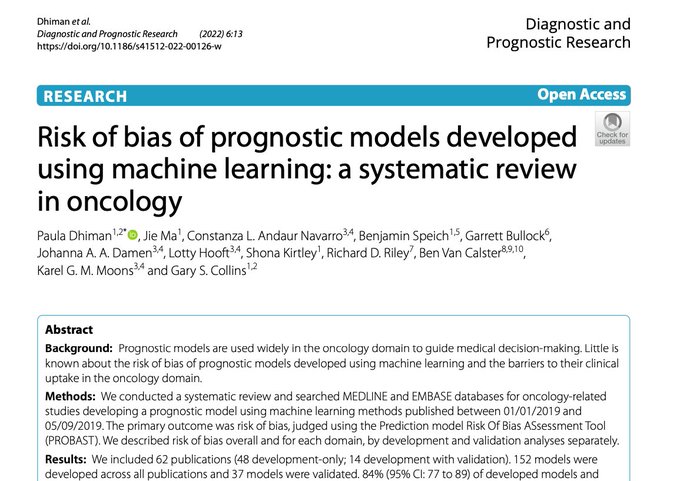 Dhiman et al.
Diagnostic and Prognostic Research (2022) 6:13
https://doi.org/10.1186/s41512-022-00126-w
Diagnostic and
Prognostic Research
RESEARCH
Open Access
Risk of bias of prognostic models developed
using machine learning: a systematic review
in oncology
Check for
updates
Paula Dhiman1,2*, Jie Ma1, Constanza L. Andaur Navarro3,4, Benjamin Speich1,5, Garrett Bullock6,
Johanna A. A. Damen3,4, Lotty Hooft3,4, Shona Kirtley1, Richard D. Riley7, Ben Van Calster8,9,10,
Karel G. M. Moons3,4 and Gary S. Collins1,2
Abstract
Background: Prognostic models are used widely in the oncology domain to guide medical decision-making. Little is
known about the risk of bias of prognostic models developed using machine learning and the barriers to their clinical
uptake in the oncology domain.
Methods: We conducted a systematic review and searched MEDLINE and EMBASE databases for oncology-related
studies developing a prognostic model using machine learning methods published between 01/01/2019 and
05/09/2019. The primary outcome was risk of bias, judged using the Prediction model Risk Of Bias ASsessment Tool
(PROBAST). We described risk of bias overall and for each domain, by development and validation analyses separately.
Results: We included 62 publications (48 development-only; 14 development with validation). 152 models were
developed across all publications and 37 models were validated. 84% (95% CI: 77 to 89) of developed models and